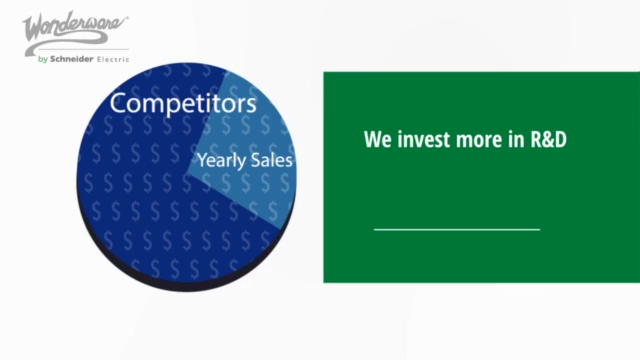 Wonderware
by Schneider Electric
Competitors
Yearly Sales
We invest more in R&D